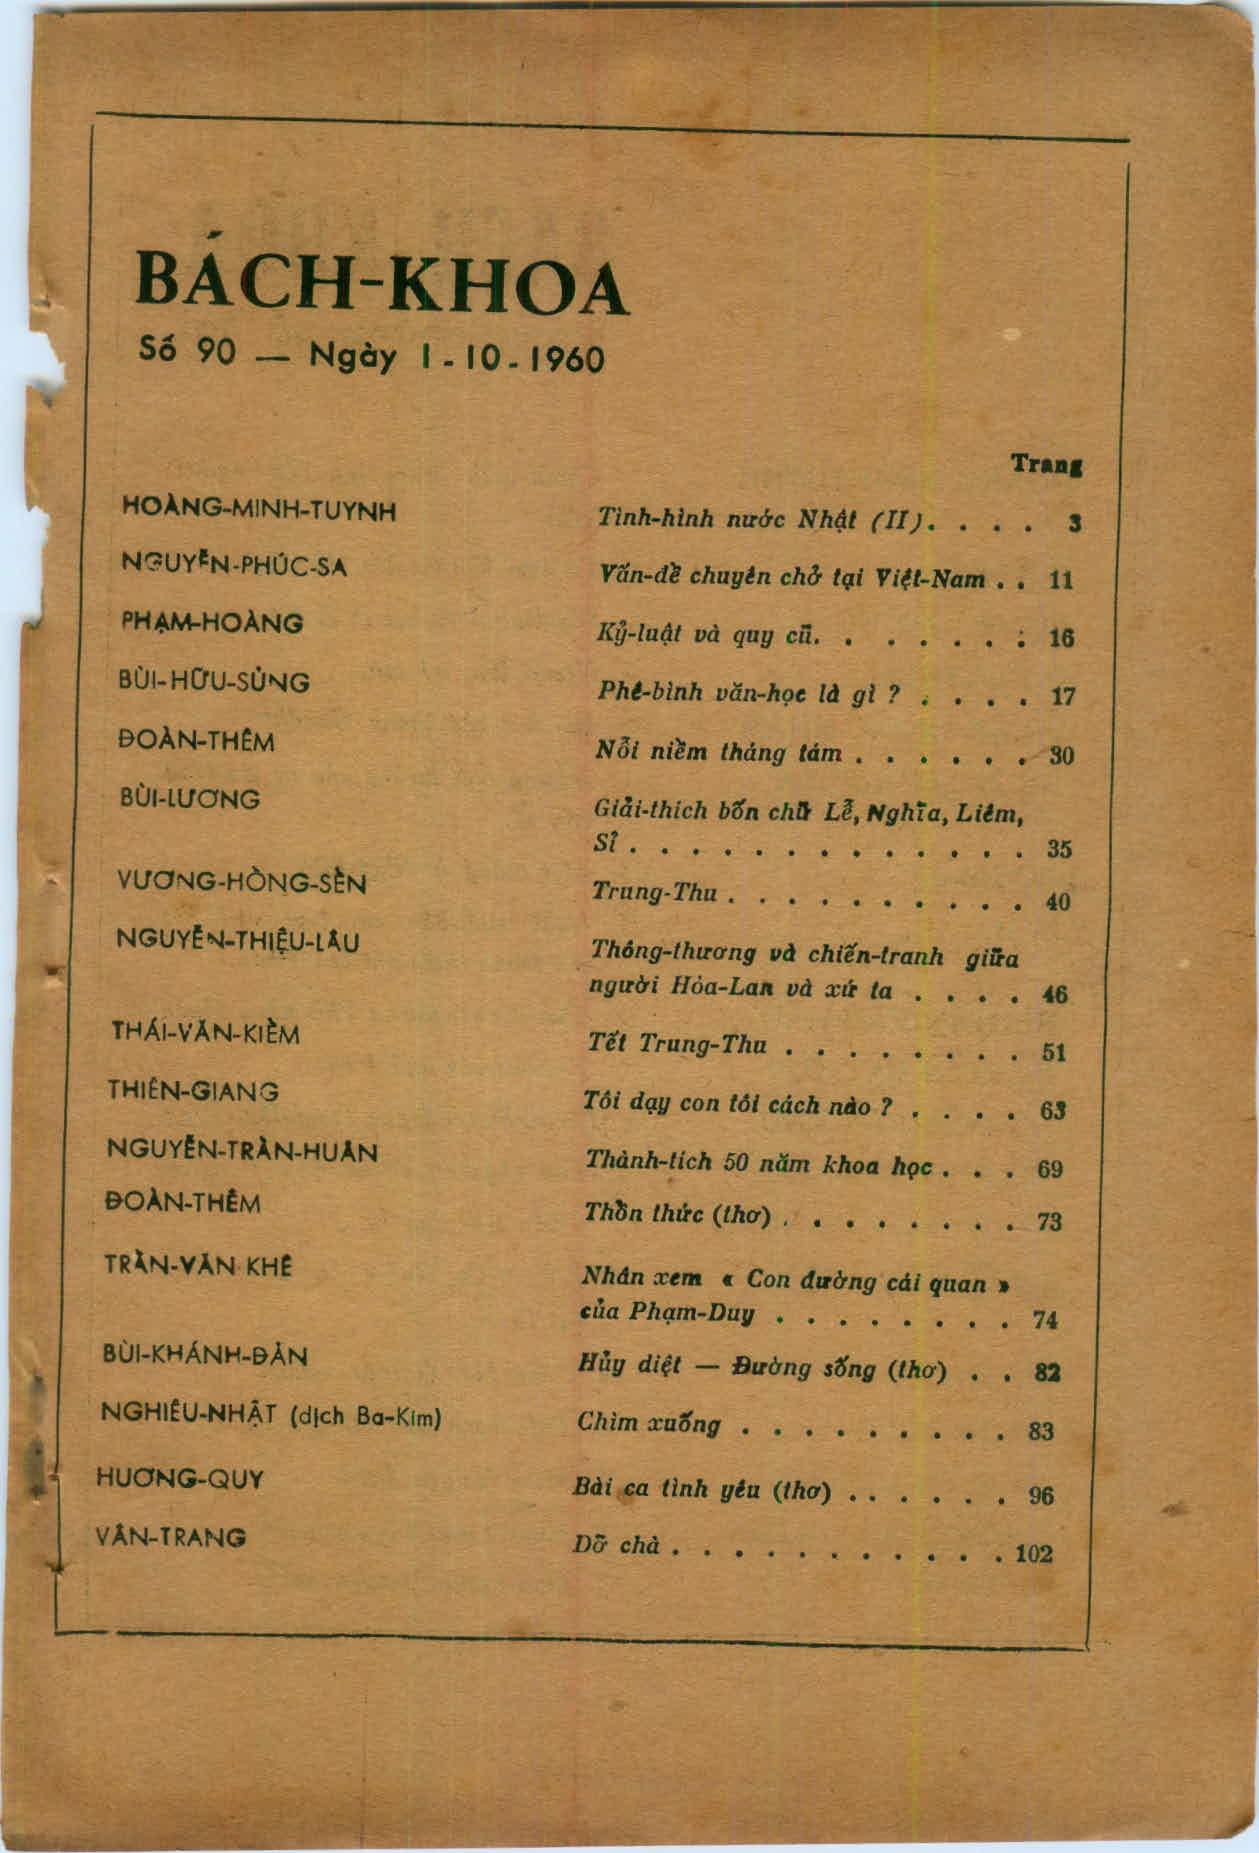 BÁCH-KHOA
Số 90 — Ngày 1-10-1960
Trang
HOÀNG-MINH-TUYNH Tình-hình nước Nhật (II). . . . 3
NGUYỄN-PHÚC-SA Vấn-đề chuyên chở tại Việt-Nam . . 11
PHẠM-HOÀNG Kỷ-luật và quy củ. . . . . . . 16
BÙI-HỮU-SỦNG Phê-bình văn-học là gì ? . . . . 17
ĐOÀN-THÊM Nỗi niềm tháng tám . . . . . . 30
BÙI-LƯƠNG Giải-thích bốn chữ Lễ, Nghĩa, Liêm,
Sỉ . . . . . . . . . . . . . 35
VƯƠNG-HỒNG-SỂN Trung-Thu . . . . . . . . . . 40
NGUYỄN-THIỆU-LÂU Thông-thương và chiến-tranh giữa
người Hòa-Lan và xứ ta . . . . 46
THÁI-VĂN-KIỂM Tết Trung-Thu . . . . . . . . 51
THIÊN-GIANG Tôi dạy con tôi cách nào ? . . . . 63
NGUYỄN-TRẦN-HUÂN Thành-tích 50 năm khoa học . . . 69
ĐOÀN-THÊM Thổn thức (thơ) . . . . . . . . 73
TRẦN-VĂN KHÊ Nhân xem « Con đường cái quan »
của Phạm-Duy . . . . . . . . 74
BÙI-KHÁNH-ĐẢN Hủy diệt — Đường sống (thơ) . . 82
NGHIÊU-NHẬT (dịch Ba-Kim) Chìm xuống . . . . . . . . . 83
HƯƠNG-QUY Bài ca tình yêu (thơ) . . . . . . 96
VÂN-TRANG Dỡ chà . . . . . . . . . . . 102